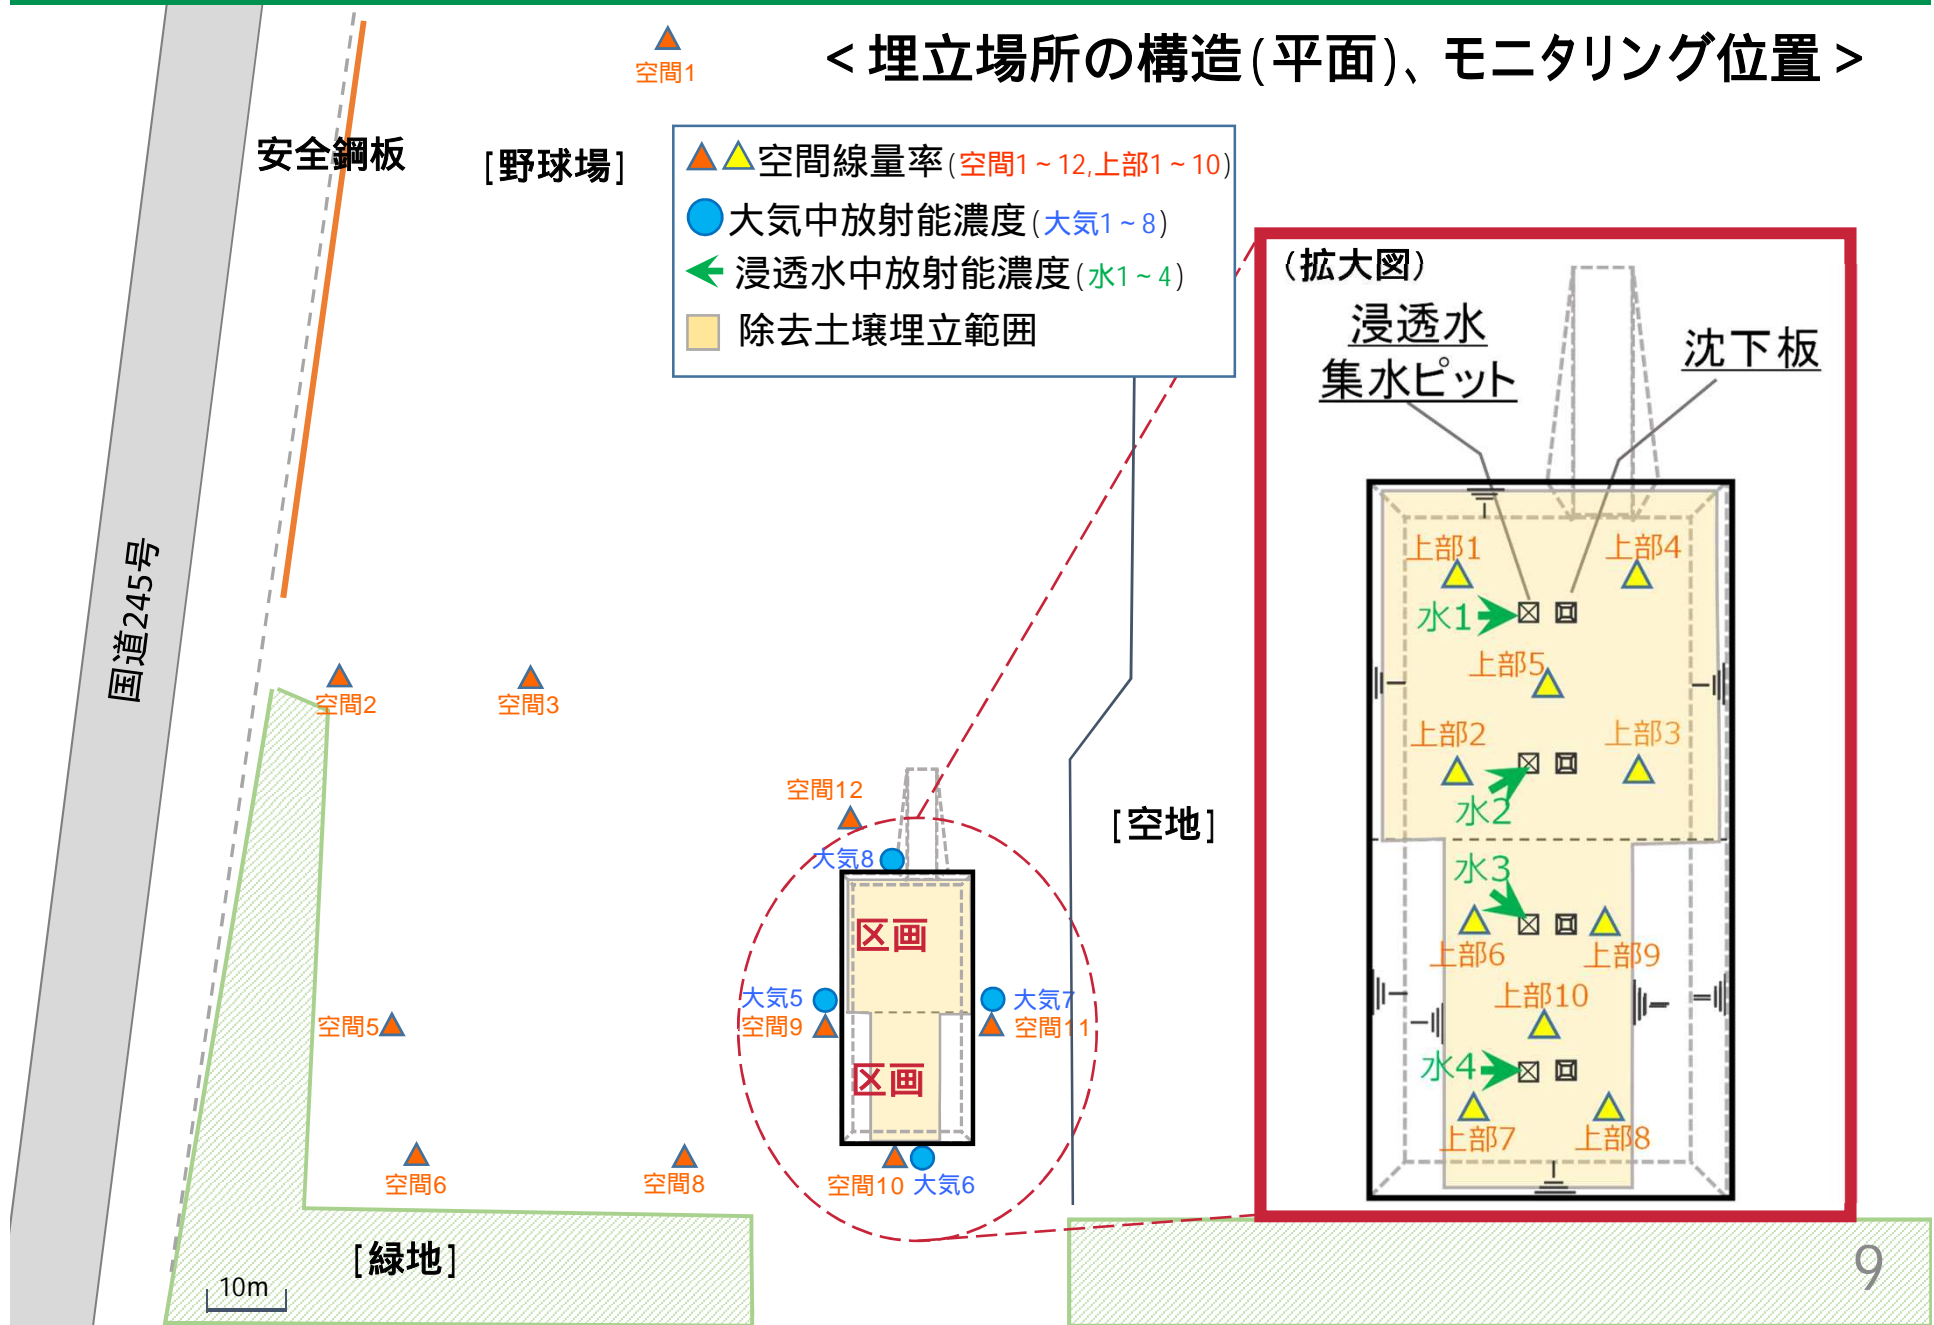 <埋立場所の構造(平面)、モニタリング位置>
空間1
安全鋼板
[野球場]
空間線量率(空間1~12,上部1~10)
大気中放射能濃度(大気1~8)
浸透水中放射能濃度(水1~4)
除去土壌埋立範囲
国道245号
空間2
空間3
空間12
大気8
[空地]
区画
大気5
大気7
空間9
空間11
空間5
区画
空間6
空間8
空間10
大気6
[緑地]
10m
(拡大図)
浸透水
集水ピット
沈下板
上部1
上部4
水1
上部5
上部2
上部3
水2
水3
上部6
上部9
上部10
水4
上部7
上部8
9